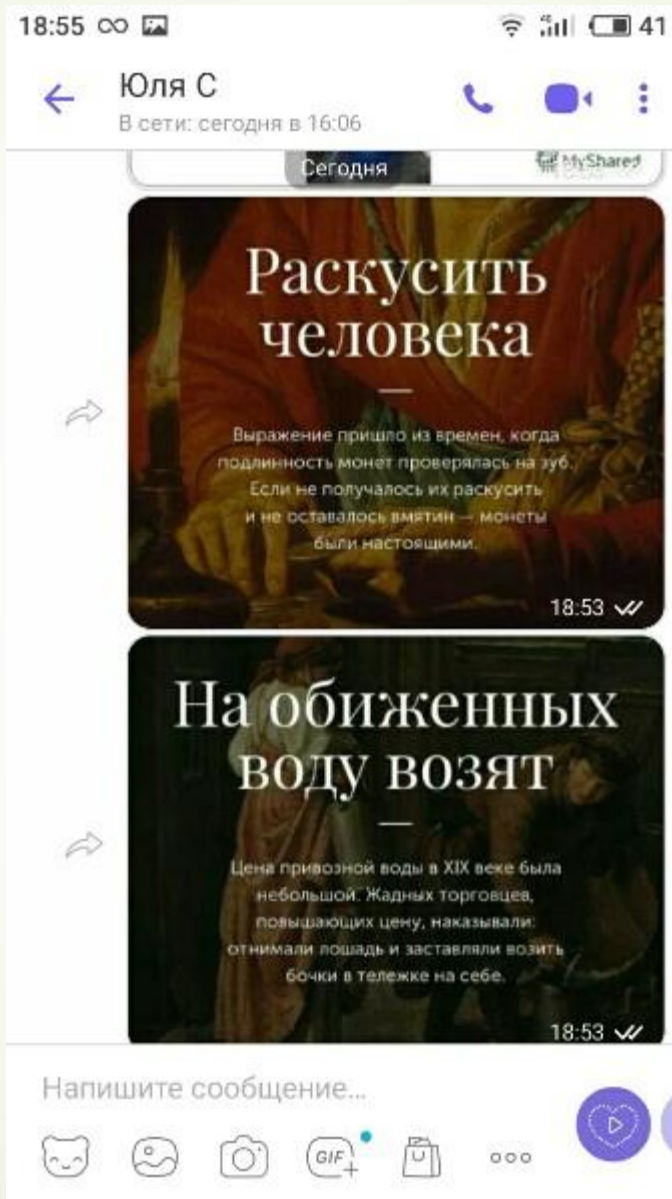 18:55
41
Юля С
В сети: сегодня в 16:06
Сегодня
MyShared
Раскусить
человека
Выражение пришло из времен, когда
подлинность монет проверялась на зуб.
Если не получалось их раскусить
и не оставалось вмятин — монеты
были настоящими.
18:53
На обиженных
воду возят
Цена привозной воды в XIX веке была
небольшой. Жадных торговцев,
повышающих цену, наказывали:
отнимали лошадь и заставляли возить
бочки в тележке на себе.
18:53
Напишите сообщение...
GIF